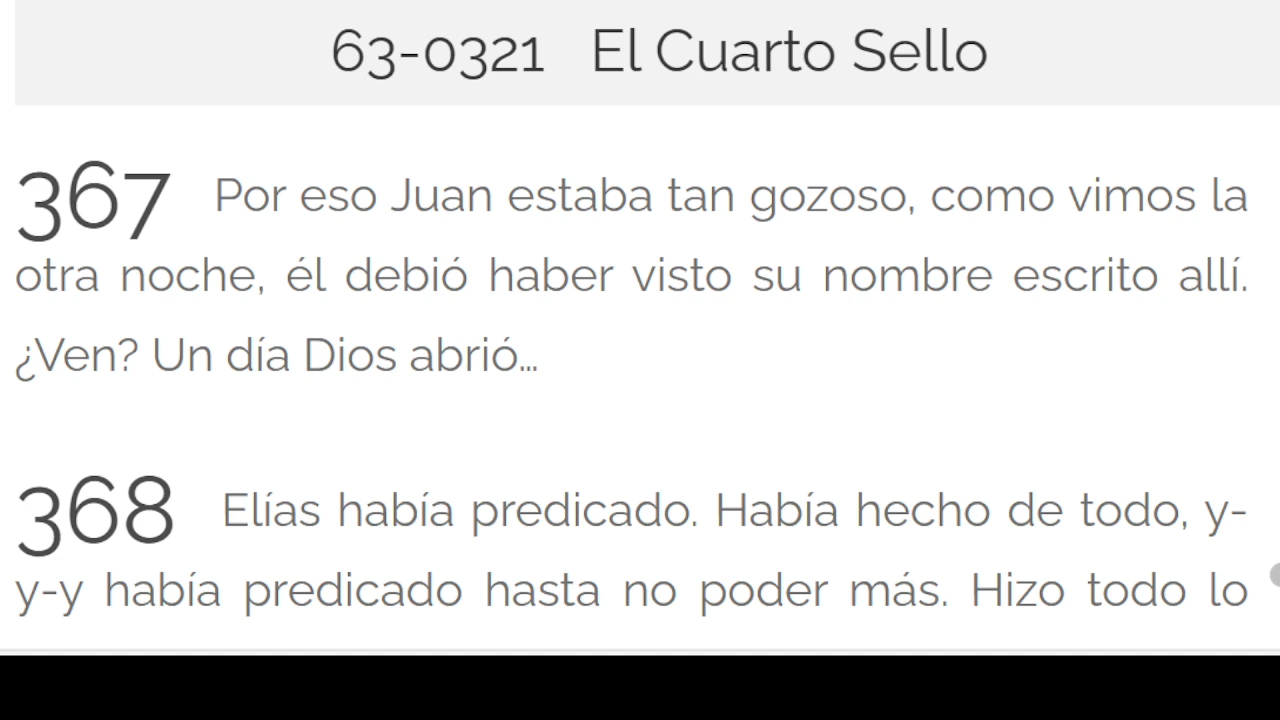 63-0321 El Cuarto Sello
367 Por eso Juan estaba tan gozoso, como vimos la
otra noche, él debió haber visto su nombre escrito allí.
¿Ven? Un día Dios abrió...
368 Elías había predicado. Había hecho de todo, y-
y-y había predicado hasta no poder más. Hizo todo lo